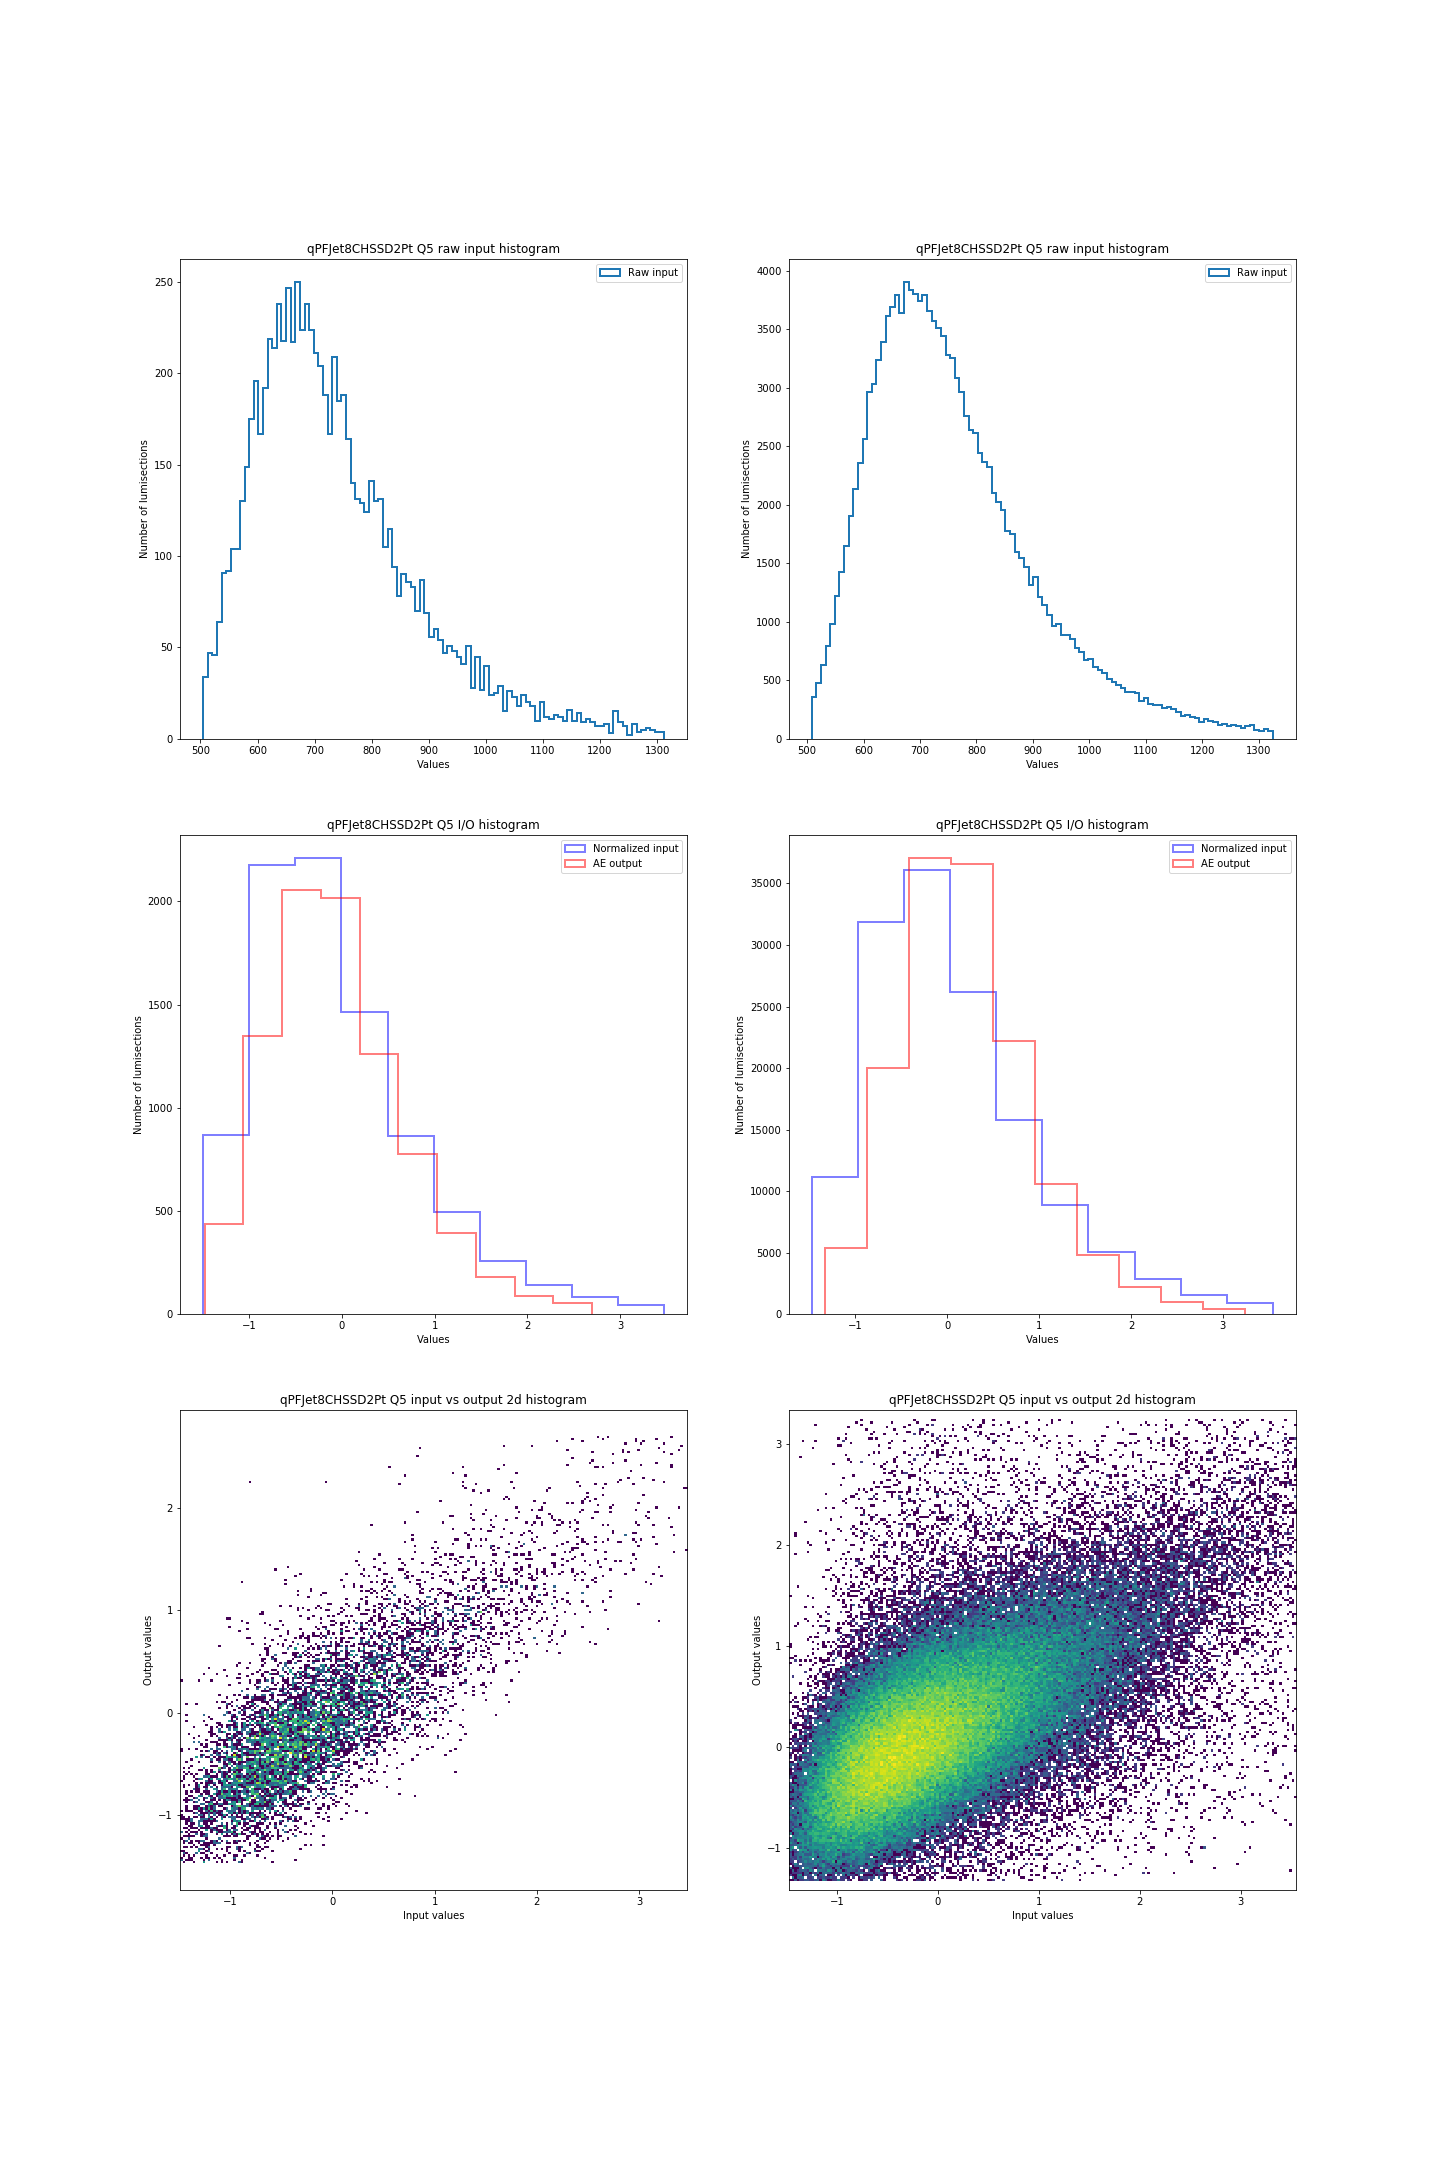 qPFJet8CHSSD2Pt Q5 raw input histogram
Raw input
250
200
150
100
50
0
Number of lumisections
500 600 700 800 900 1000 1100 1200 1300
Values
qPFJet8CHSSD2Pt Q5 raw input histogram
Raw input
4000
3500
3000
2500
2000
1500
1000
500
0
Number of lumisections
500 600 700 800 900 1000 1100 1200 1300
Values
qPFJet8CHSSD2Pt Q5 I/O histogram
Normalized input
AE output
2000
1500
1000
500
0
Number of lumisections
−1 0 1 2 3
Values
qPFJet8CHSSD2Pt Q5 I/O histogram
Normalized input
AE output
35000
30000
25000
20000
15000
10000
5000
0
Number of lumisections
−1 0 1 2 3
Values
qPFJet8CHSSD2Pt Q5 input vs output 2d histogram
2
1
0
−1
Output values
−1 0 1 2 3
Input values
qPFJet8CHSSD2Pt Q5 input vs output 2d histogram
3
2
1
0
−1
Output values
−1 0 1 2 3
Input values